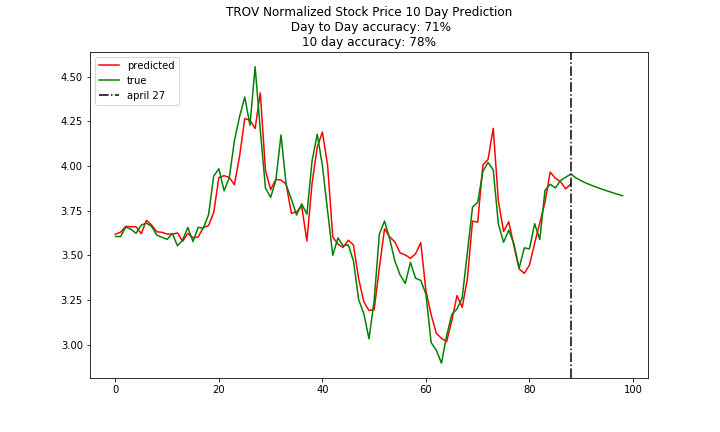 TROV Normalized Stock Price 10 Day Prediction
Day to Day accuracy: 71%
10 day accuracy: 78%
predicted
true
april 27
4.50
4.25
4.00
3.75
3.50
3.25
3.00
0 20 40 60 80 100